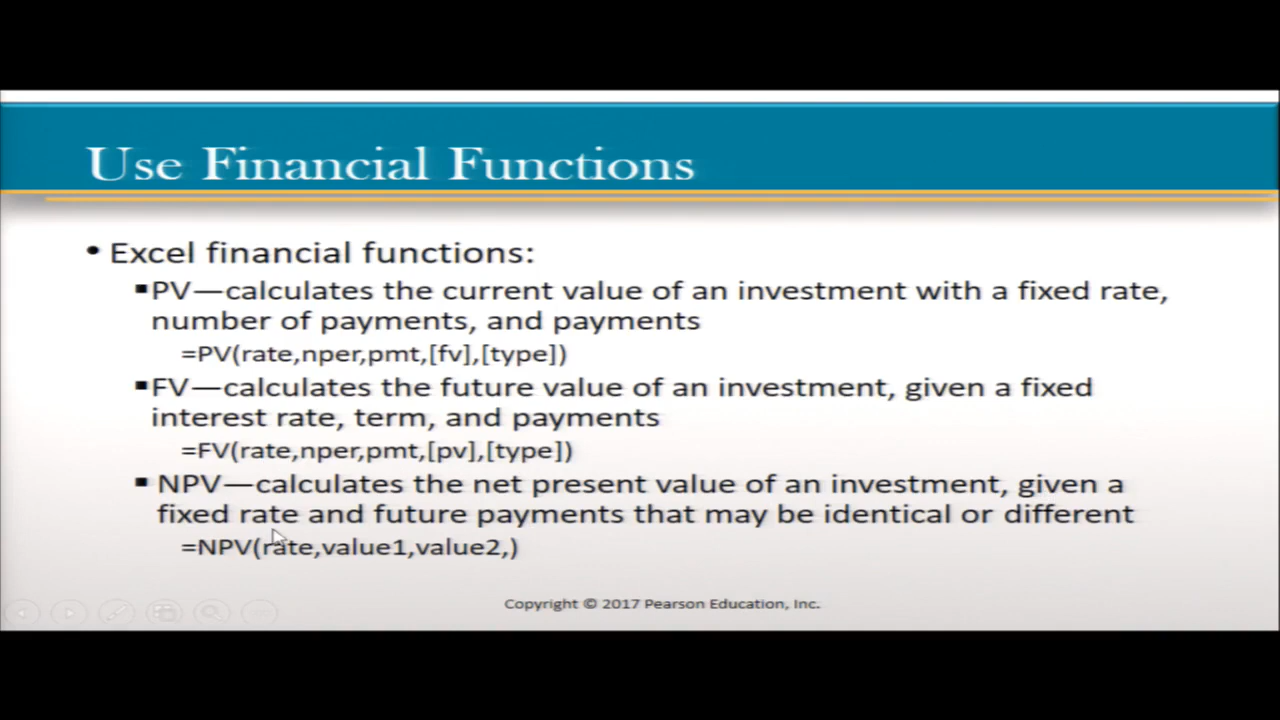 Use Financial Functions
• Excel financial functions:
▪PV—calculates the current value of an investment with a fixed rate,
number of payments, and payments
=PV(rate,nper,pmt,[fv],[type])
▪FV—calculates the future value of an investment, given a fixed
interest rate, term, and payments
=FV(rate,nper,pmt,[pv],[type])
▪ NPV—calculates the net present value of an investment, given a
fixed rate and future payments that may be identical or different
=NPV(rate,value1,value2,)
Copyright © 2017 Pearson Education, Inc.